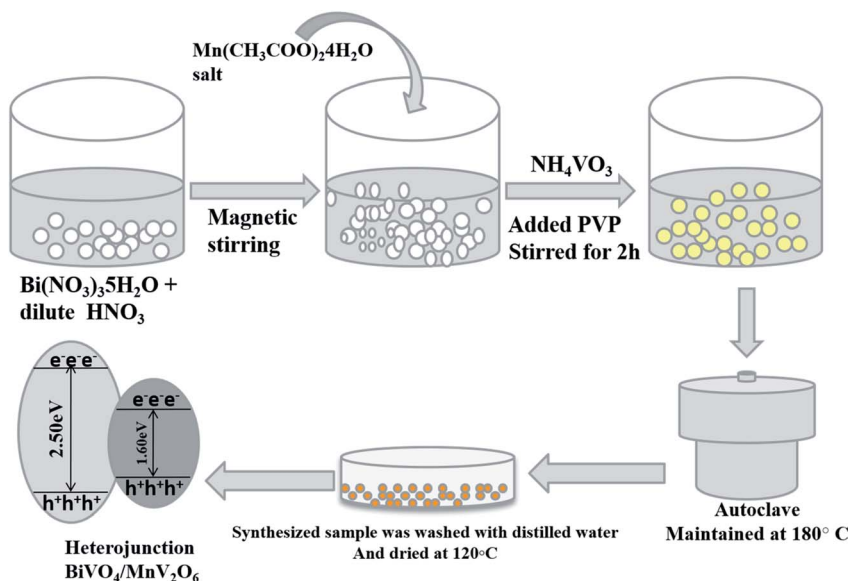 Mn(CH₃COO)₂4H₂O
salt
Magnetic
stirring
NH₄VO₃
Added PVP
Stirred for 2h
Bi(NO₃)₃5H₂O +
dilute HNO₃
Autoclave
Maintained at 180° C
Synthesized sample was washed with distilled water
And dried at 120°C
e⁻e⁻e⁻
2.50eV
h⁺h⁺h⁺
e⁻e⁻e⁻
1.60eV
h⁺h⁺h⁺
Heterojunction
BiVO₄/MnV₂O₆